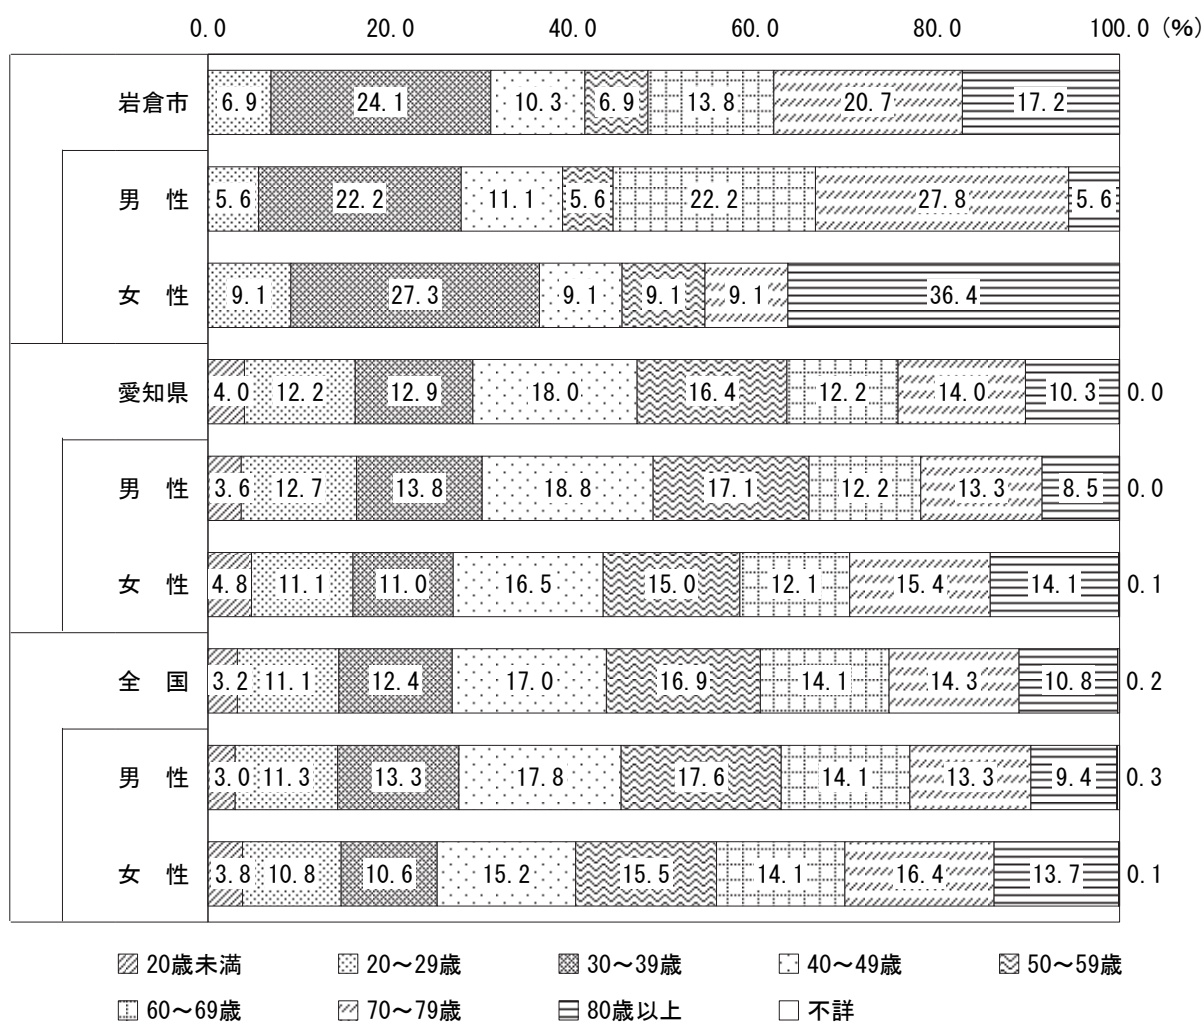 0.0 20.0 40.0 60.0 80.0 100.0 (%)
岩倉市 6.9 24.1 10.3 6.9 13.8 20.7 17.2
男 性 5.6 22.2 11.1 5.6 22.2 27.8 5.6
女 性 9.1 27.3 9.1 9.1 9.1 36.4
愛知県 4.0 12.2 12.9 18.0 16.4 12.2 14.0 10.3 0.0
男 性 3.6 12.7 13.8 18.8 17.1 12.2 13.3 8.5 0.0
女 性 4.8 11.1 11.0 16.5 15.0 12.1 15.4 14.1 0.1
全 国 3.2 11.1 12.4 17.0 16.9 14.1 14.3 10.8 0.2
男 性 3.0 11.3 13.3 17.8 17.6 14.1 13.3 9.4 0.3
女 性 3.8 10.8 10.6 15.2 15.5 14.1 16.4 13.7 0.1
20歳未満 20～29歳 30～39歳 40～49歳 50～59歳
60～69歳 70～79歳 80歳以上 不詳